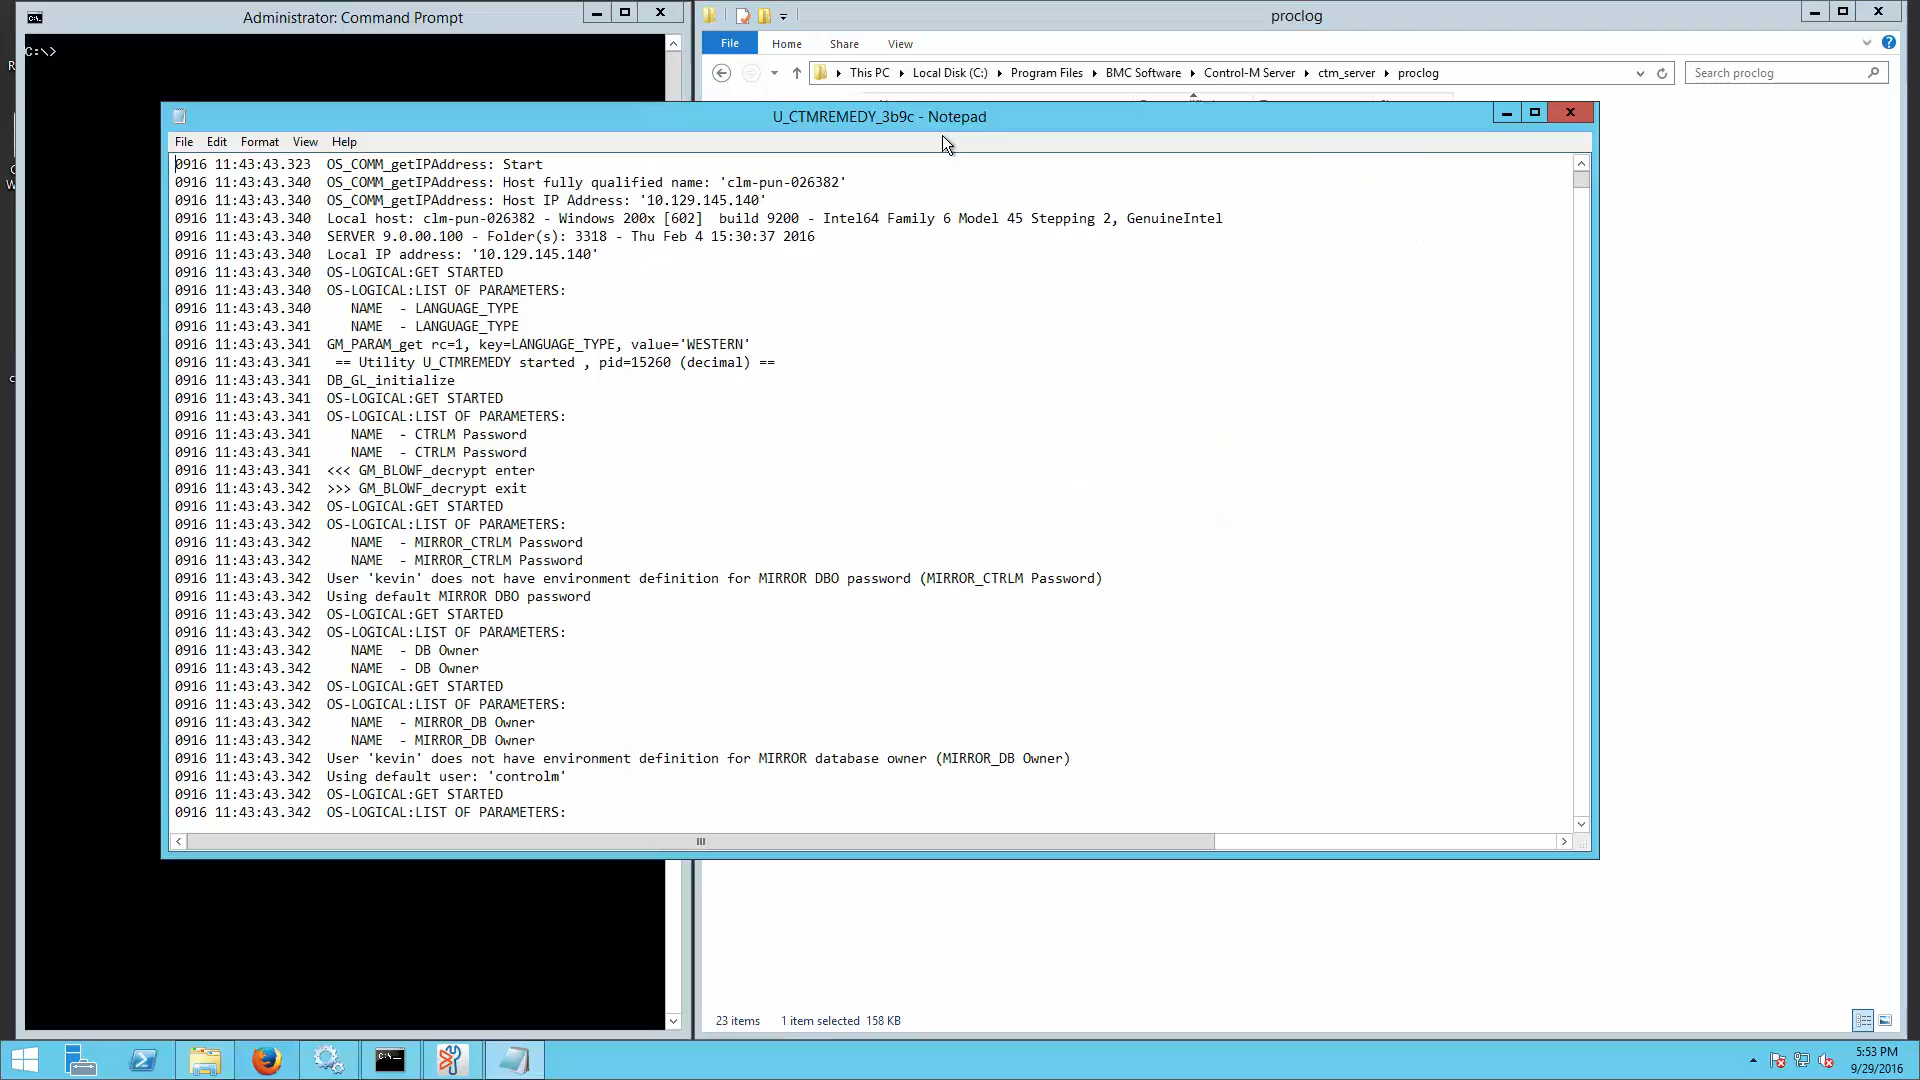 Administrator: Command Prompt
C:\>
proclog
File Home Share View
This PC Local Disk (C:) Program Files BMC Software Control-M Server ctm_server proclog
Search proclog
U_CTMREMEDY_3b9c - Notepad
File Edit Format View Help
0916 11:43:43.323  OS_COMM_getIPAddress: Start
0916 11:43:43.340  OS_COMM_getIPAddress: Host fully qualified name: 'clm-pun-026382'
0916 11:43:43.340  OS_COMM_getIPAddress: Host IP Address: '10.129.145.140'
0916 11:43:43.340  Local host: clm-pun-026382 - Windows 200x [602]  build 9200 - Intel64 Family 6 Model 45 Stepping 2, GenuineIntel
0916 11:43:43.340  SERVER 9.0.00.100 - Folder(s): 3318 - Thu Feb 4 15:30:37 2016
0916 11:43:43.340  Local IP address: '10.129.145.140'
0916 11:43:43.340  OS-LOGICAL:GET STARTED
0916 11:43:43.340  OS-LOGICAL:LIST OF PARAMETERS:
0916 11:43:43.340     NAME  - LANGUAGE_TYPE
0916 11:43:43.341     NAME  - LANGUAGE_TYPE
0916 11:43:43.341  GM_PARAM_get rc=1, key=LANGUAGE_TYPE, value='WESTERN'
0916 11:43:43.341   == Utility U_CTMREMEDY started , pid=15260 (decimal) ==
0916 11:43:43.341  DB_GL_initialize
0916 11:43:43.341  OS-LOGICAL:GET STARTED
0916 11:43:43.341  OS-LOGICAL:LIST OF PARAMETERS:
0916 11:43:43.341     NAME  - CTRLM Password
0916 11:43:43.341     NAME  - CTRLM Password
0916 11:43:43.341  <<< GM_BLOWF_decrypt enter
0916 11:43:43.342  >>> GM_BLOWF_decrypt exit
0916 11:43:43.342  OS-LOGICAL:GET STARTED
0916 11:43:43.342  OS-LOGICAL:LIST OF PARAMETERS:
0916 11:43:43.342     NAME  - MIRROR_CTRLM Password
0916 11:43:43.342     NAME  - MIRROR_CTRLM Password
0916 11:43:43.342  User 'kevin' does not have environment definition for MIRROR DBO password (MIRROR_CTRLM Password)
0916 11:43:43.342  Using default MIRROR DBO password
0916 11:43:43.342  OS-LOGICAL:GET STARTED
0916 11:43:43.342  OS-LOGICAL:LIST OF PARAMETERS:
0916 11:43:43.342     NAME  - DB Owner
0916 11:43:43.342     NAME  - DB Owner
0916 11:43:43.342  OS-LOGICAL:GET STARTED
0916 11:43:43.342  OS-LOGICAL:LIST OF PARAMETERS:
0916 11:43:43.342     NAME  - MIRROR_DB Owner
0916 11:43:43.342     NAME  - MIRROR_DB Owner
0916 11:43:43.342  User 'kevin' does not have environment definition for MIRROR database owner (MIRROR_DB Owner)
0916 11:43:43.342  Using default user: 'controlm'
0916 11:43:43.342  OS-LOGICAL:GET STARTED
0916 11:43:43.342  OS-LOGICAL:LIST OF PARAMETERS:
23 items 1 item selected 158 KB
5:53 PM
9/29/2016